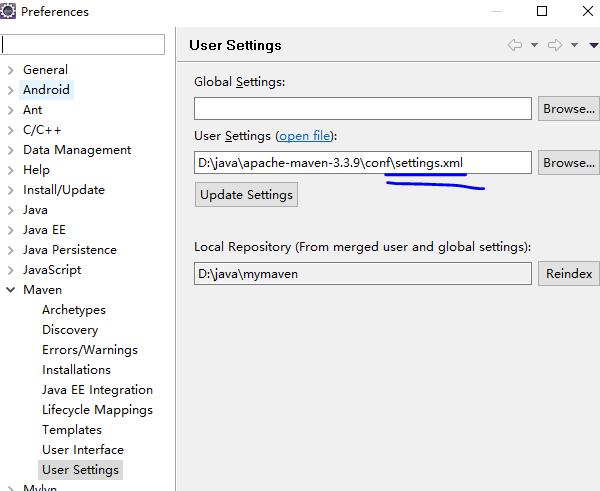 Preferences
General
Android
Ant
C/C++
Data Management
Help
Install/Update
Java
Java EE
Java Persistence
JavaScript
Maven
Archetypes
Discovery
Errors/Warnings
Installations
Java EE Integration
Lifecycle Mappings
Templates
User Interface
User Settings
Mylyn
User Settings
Global Settings:
Browse...
User Settings (open file):
D:\java\apache-maven-3.3.9\conf\settings.xml
Browse...
Update Settings
Local Repository (From merged user and global settings):
D:\java\mymaven
Reindex